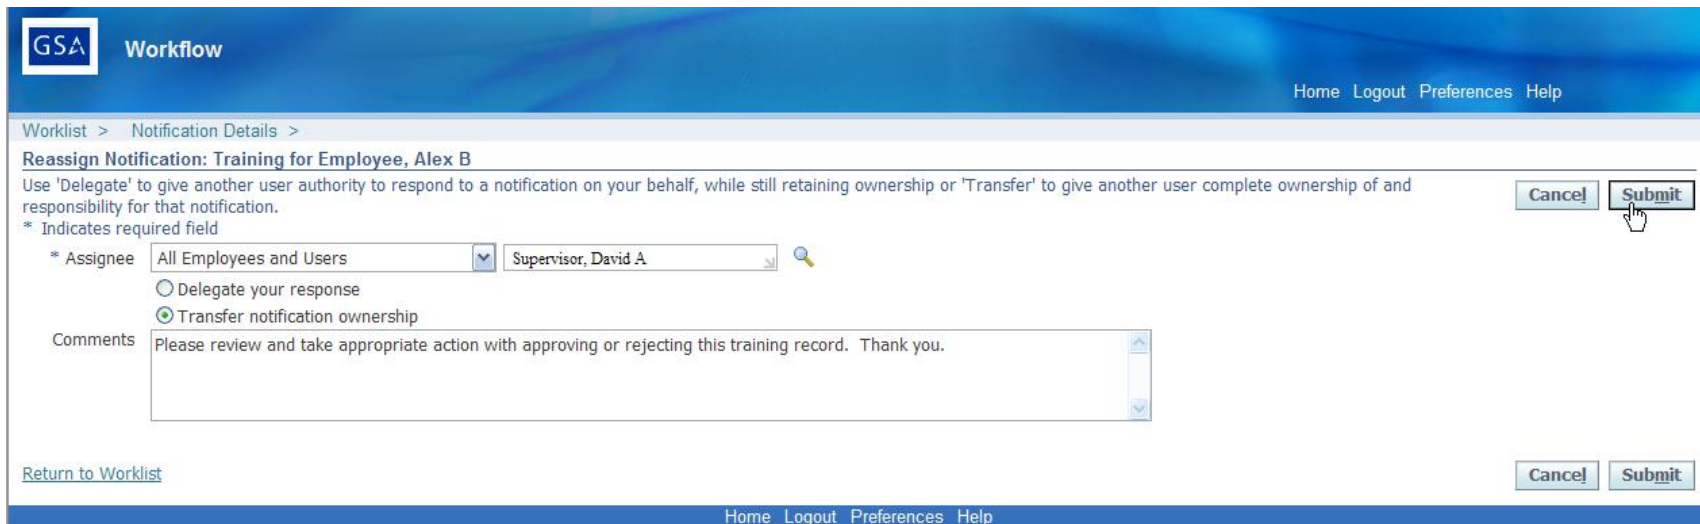 GSA
Workflow
Home Logout Preferences Help
Worklist > Notification Details >
Reassign Notification: Training for Employee, Alex B
Use 'Delegate' to give another user authority to respond to a notification on your behalf, while still retaining ownership or 'Transfer' to give another user complete ownership of and
responsibility for that notification.
Cancel Submit
* Indicates required field
* Assignee All Employees and Users Supervisor, David A
Delegate your response
Transfer notification ownership
Comments Please review and take appropriate action with approving or rejecting this training record. Thank you.
Return to Worklist Cancel Submit
Home Logout Preferences Help